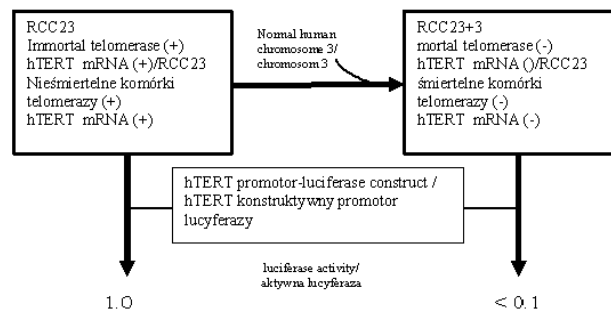 RCC23
Immortal telomerase (+)
hTERT mRNA (+)/RCC23
Nieśmiertelne komórki
telomerazy (+)
hTERT mRNA (+)
Normal human
chromosome 3/
chromosom 3
RCC23+3
mortal telomerase (-)
hTERT mRNA ()/RCC23
śmiertelne komórki
telomerazy (-)
hTERT mRNA (-)
hTERT promotor-luciferase construct /
hTERT konstruktywny promotor
lucyferazy
luciferase activity/
aktywna lucyferaza
1.0
< 0.1